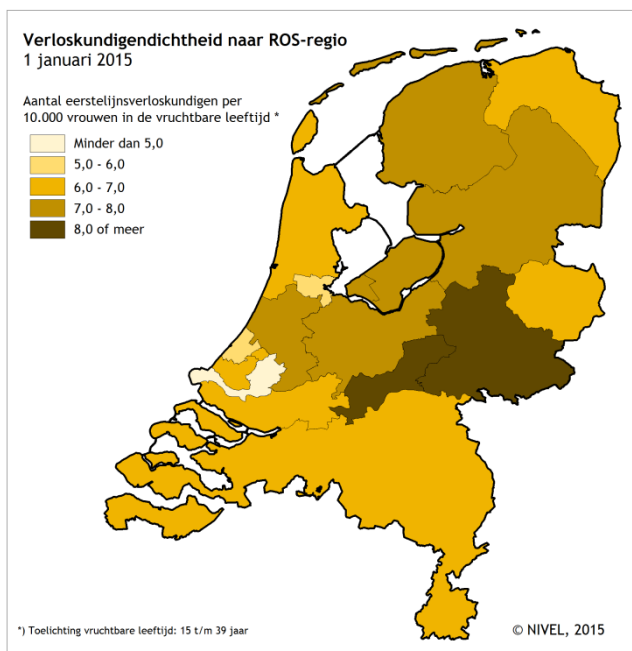 Verloskundigendichtheid naar ROS-regio
1 januari 2015
Aantal eerstelijnsverloskundigen per
10.000 vrouwen in de vruchtbare leeftijd *
Minder dan 5,0
5,0 - 6,0
6,0 - 7,0
7,0 - 8,0
8,0 of meer
*) Toelichting vruchtbare leeftijd: 15 t/m 39 jaar
© NIVEL, 2015